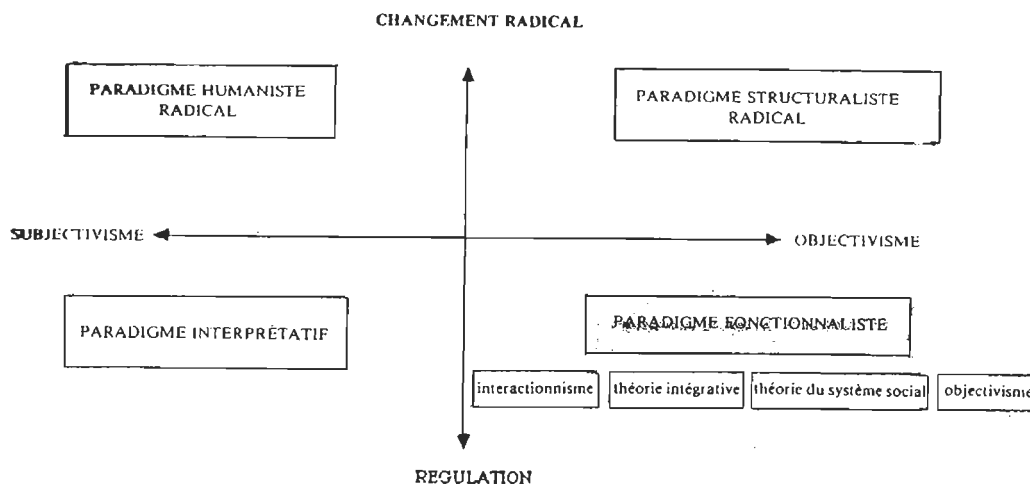 CHANGEMENT RADICAL
PARADIGME HUMANISTE
RADICAL
PARADIGME STRUCTURALISTE
RADICAL
SUBJECTIVISME
OBJECTIVISME
PARADIGME INTERPRÉTATIF
PARADIGME FONCTIONNALISTE
interactionnisme
théorie intégrative
théorie du système social
objectivisme
REGULATION